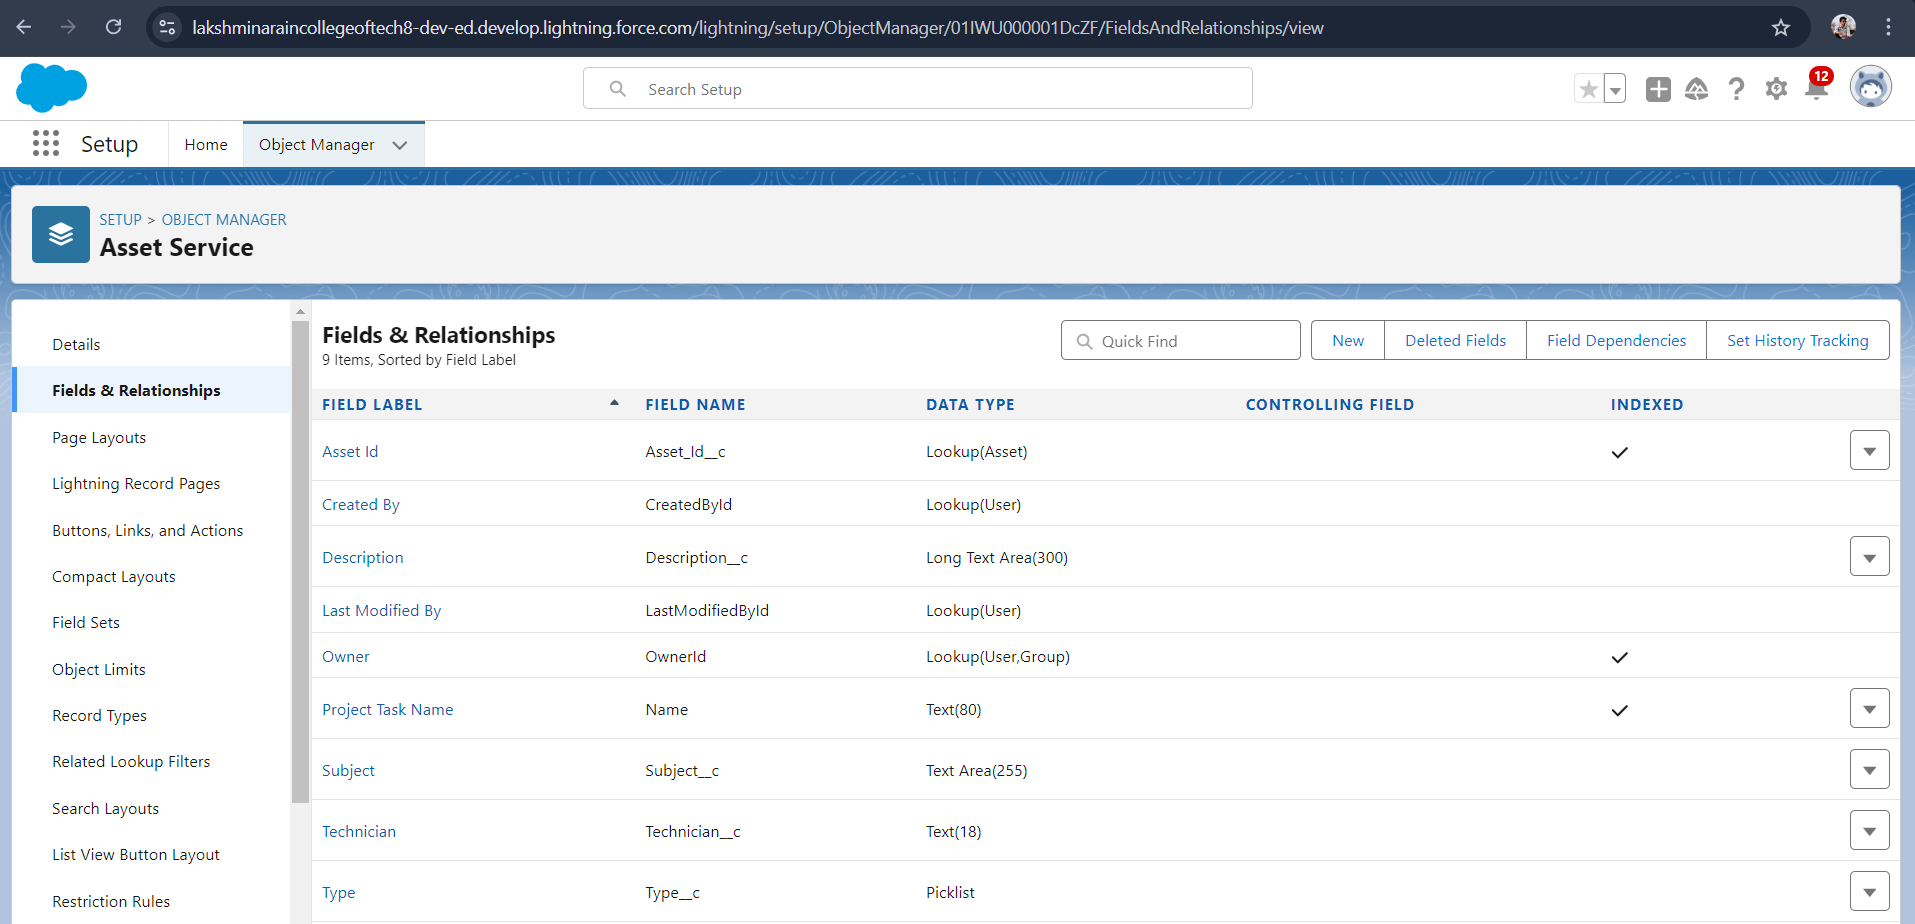 lakshminaraincollegeoftech8-dev-ed.develop.lightning.force.com/lightning/setup/ObjectManager/01IWU000001DcZF/FieldsAndRelationships/view
Search Setup
12
Setup
Home
Object Manager
SETUP > OBJECT MANAGER
Asset Service
Details
Fields & Relationships
Page Layouts
Lightning Record Pages
Buttons, Links, and Actions
Compact Layouts
Field Sets
Object Limits
Record Types
Related Lookup Filters
Search Layouts
List View Button Layout
Restriction Rules
Fields & Relationships
9 Items, Sorted by Field Label
Quick Find
New
Deleted Fields
Field Dependencies
Set History Tracking
FIELD LABEL FIELD NAME DATA TYPE CONTROLLING FIELD INDEXED
Asset Id Asset_Id__c Lookup(Asset)
Created By CreatedById Lookup(User)
Description Description__c Long Text Area(300)
Last Modified By LastModifiedById Lookup(User)
Owner OwnerId Lookup(User,Group)
Project Task Name Name Text(80)
Subject Subject__c Text Area(255)
Technician Technician__c Text(18)
Type Type__c Picklist